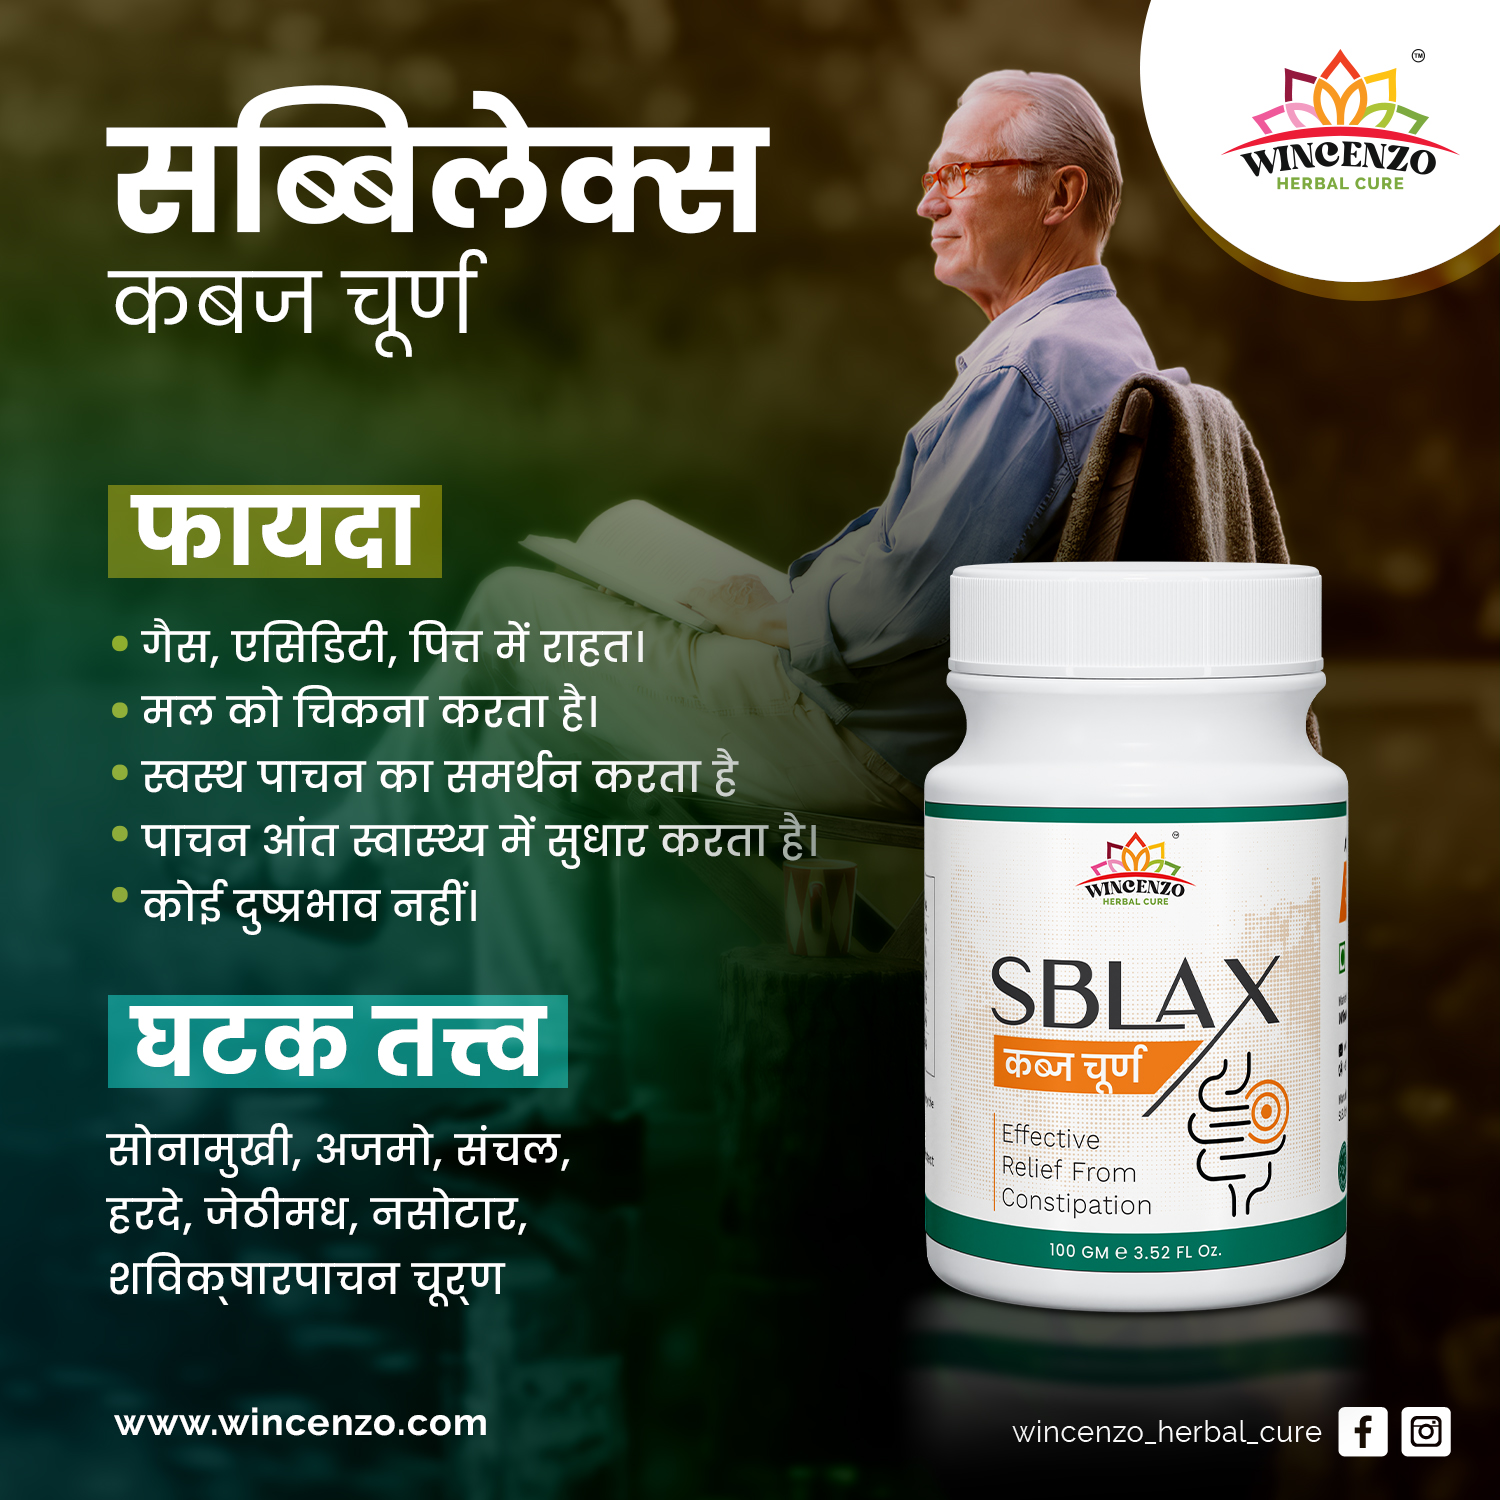 सब्बिलेक्स
कबज चूर्ण
TM
WINCENZO
HERBAL CURE
फायदा
• गैस, एसिडिटी, पित्त में राहत।
• मल को चिकना करता है।
• स्वस्थ पाचन का समर्थन करता है
• पाचन आंत स्वास्थ्य में सुधार करता है।
• कोई दुष्प्रभाव नहीं।
घटक तत्त्व
सोनामुखी, अजमो, संचल,
हरदे, जेठीमध, नसोटार,
शविक्‌षारपाचन चूर्‌ण
WINCENZO
HERBAL CURE
SBLAX
कब्ज चूर्ण
Effective
Relief From
Constipation
100 GM e 3.52 FL Oz.
www.wincenzo.com
wincenzo_herbal_cure